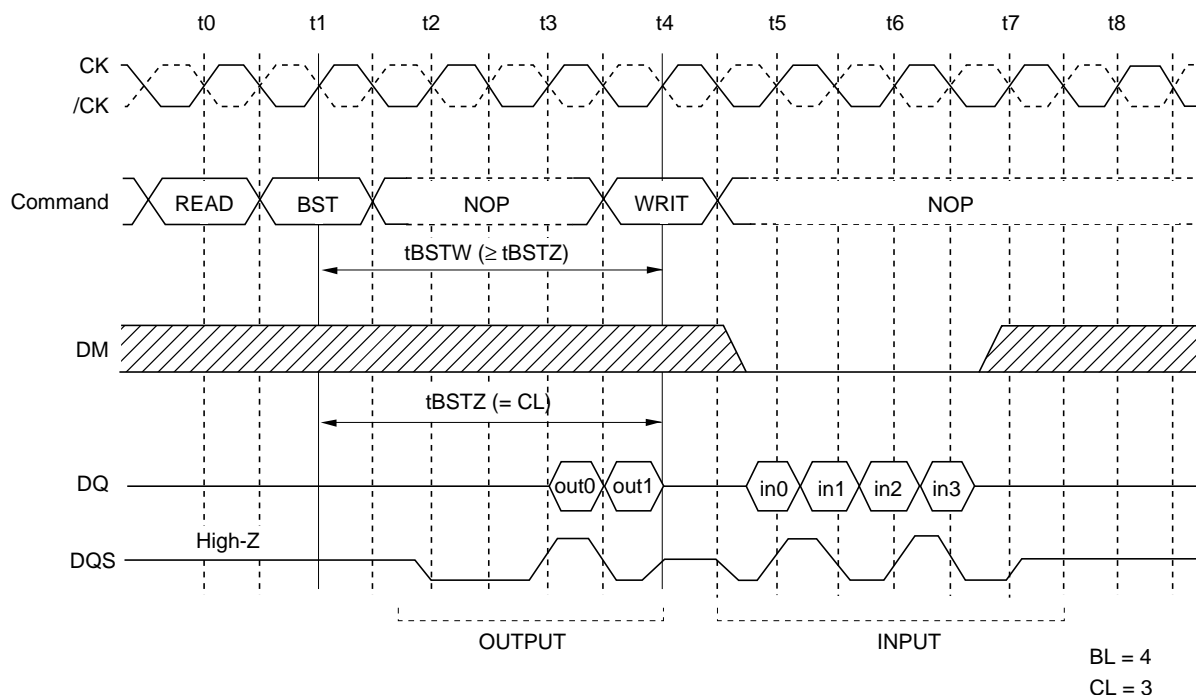 t0 t1 t2 t3 t4 t5 t6 t7 t8
CK
/CK
Command READ BST NOP WRIT NOP
tBSTW (≥ tBSTZ)
DM
tBSTZ (= CL)
DQ out0 out1 in0 in1 in2 in3
High-Z
DQS
OUTPUT INPUT
BL = 4
CL = 3